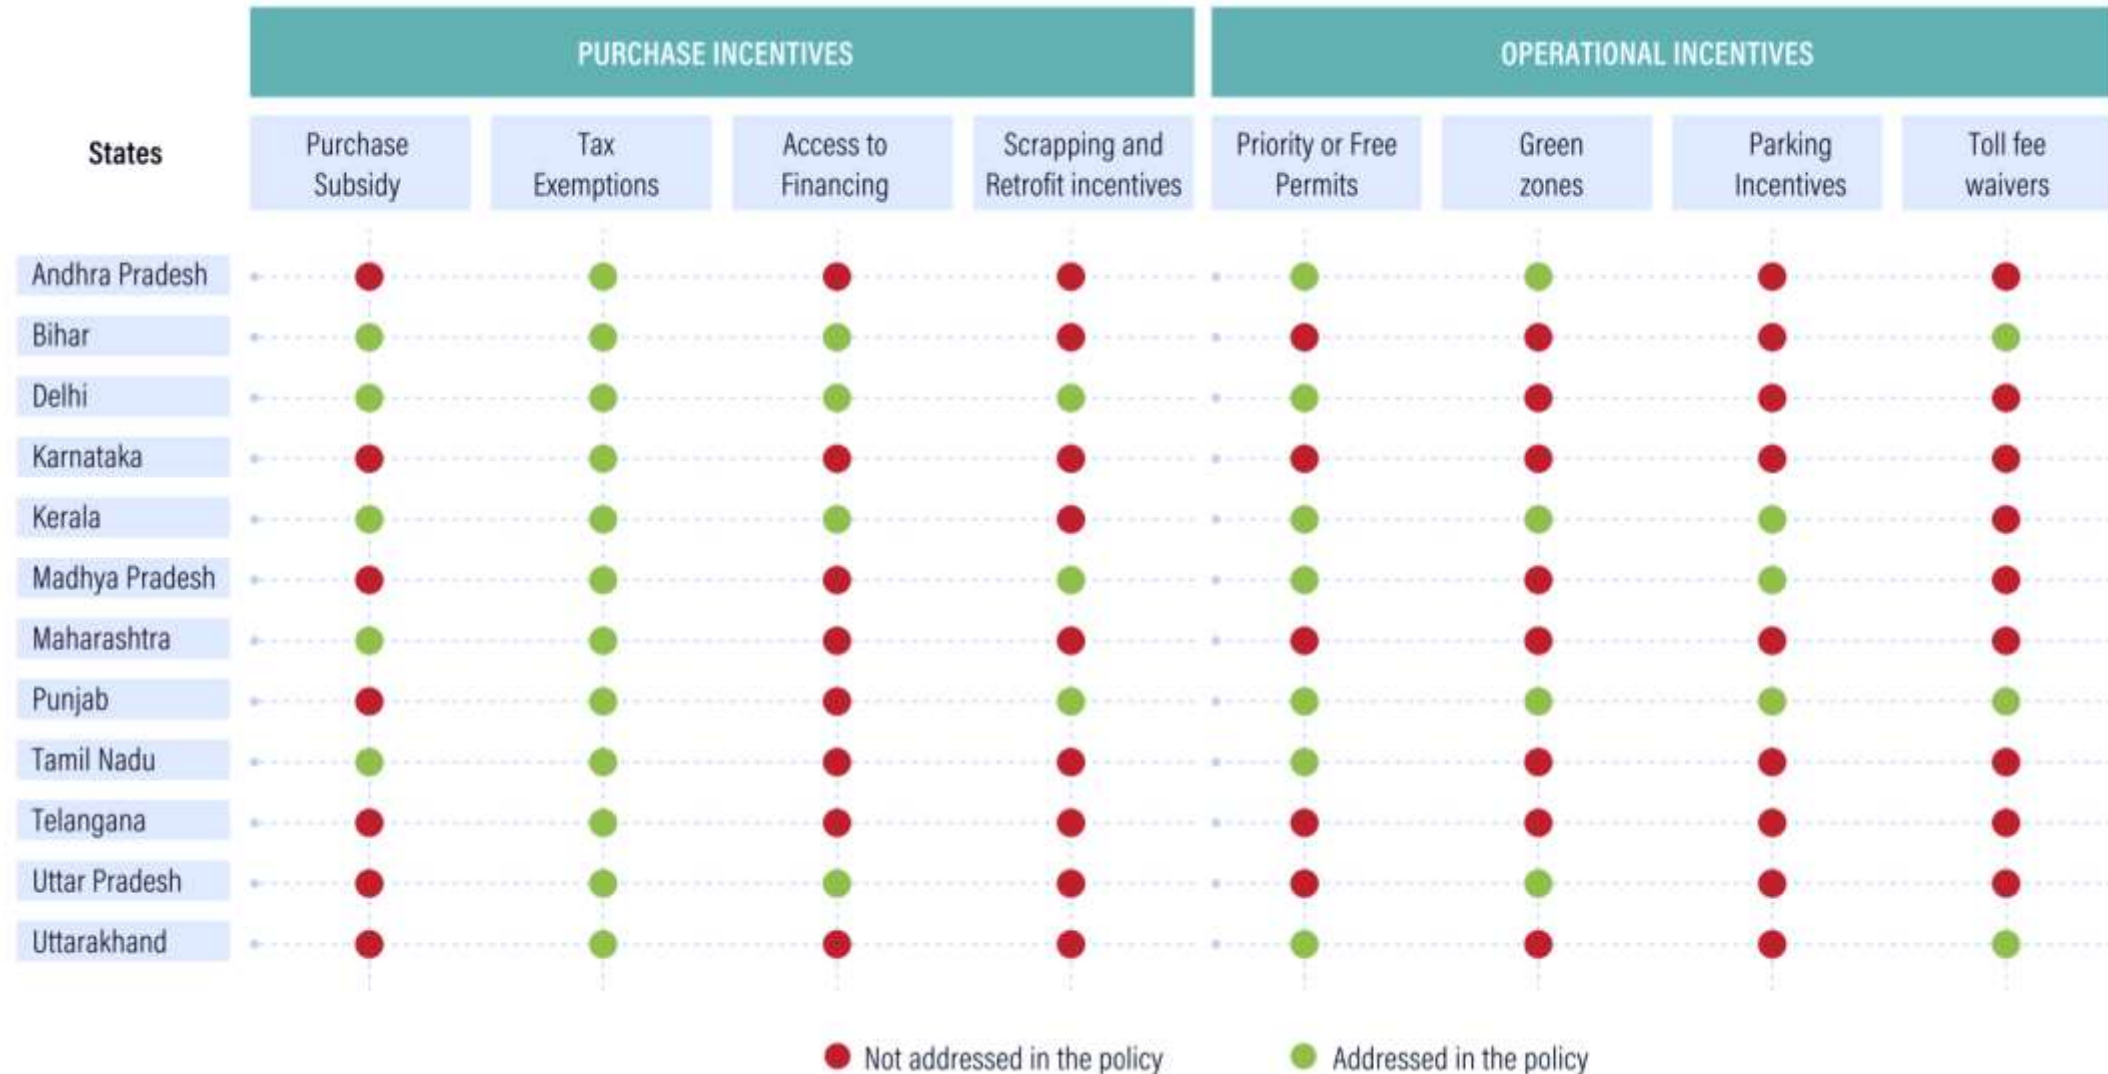 PURCHASE INCENTIVES
OPERATIONAL INCENTIVES
States
Purchase
Subsidy
Tax
Exemptions
Access to
Financing
Scrapping and
Retrofit incentives
Priority or Free
Permits
Green
zones
Parking
Incentives
Toll fee
waivers
Andhra Pradesh
Bihar
Delhi
Karnataka
Kerala
Madhya Pradesh
Maharashtra
Punjab
Tamil Nadu
Telangana
Uttar Pradesh
Uttarakhand
Not addressed in the policy
Addressed in the policy